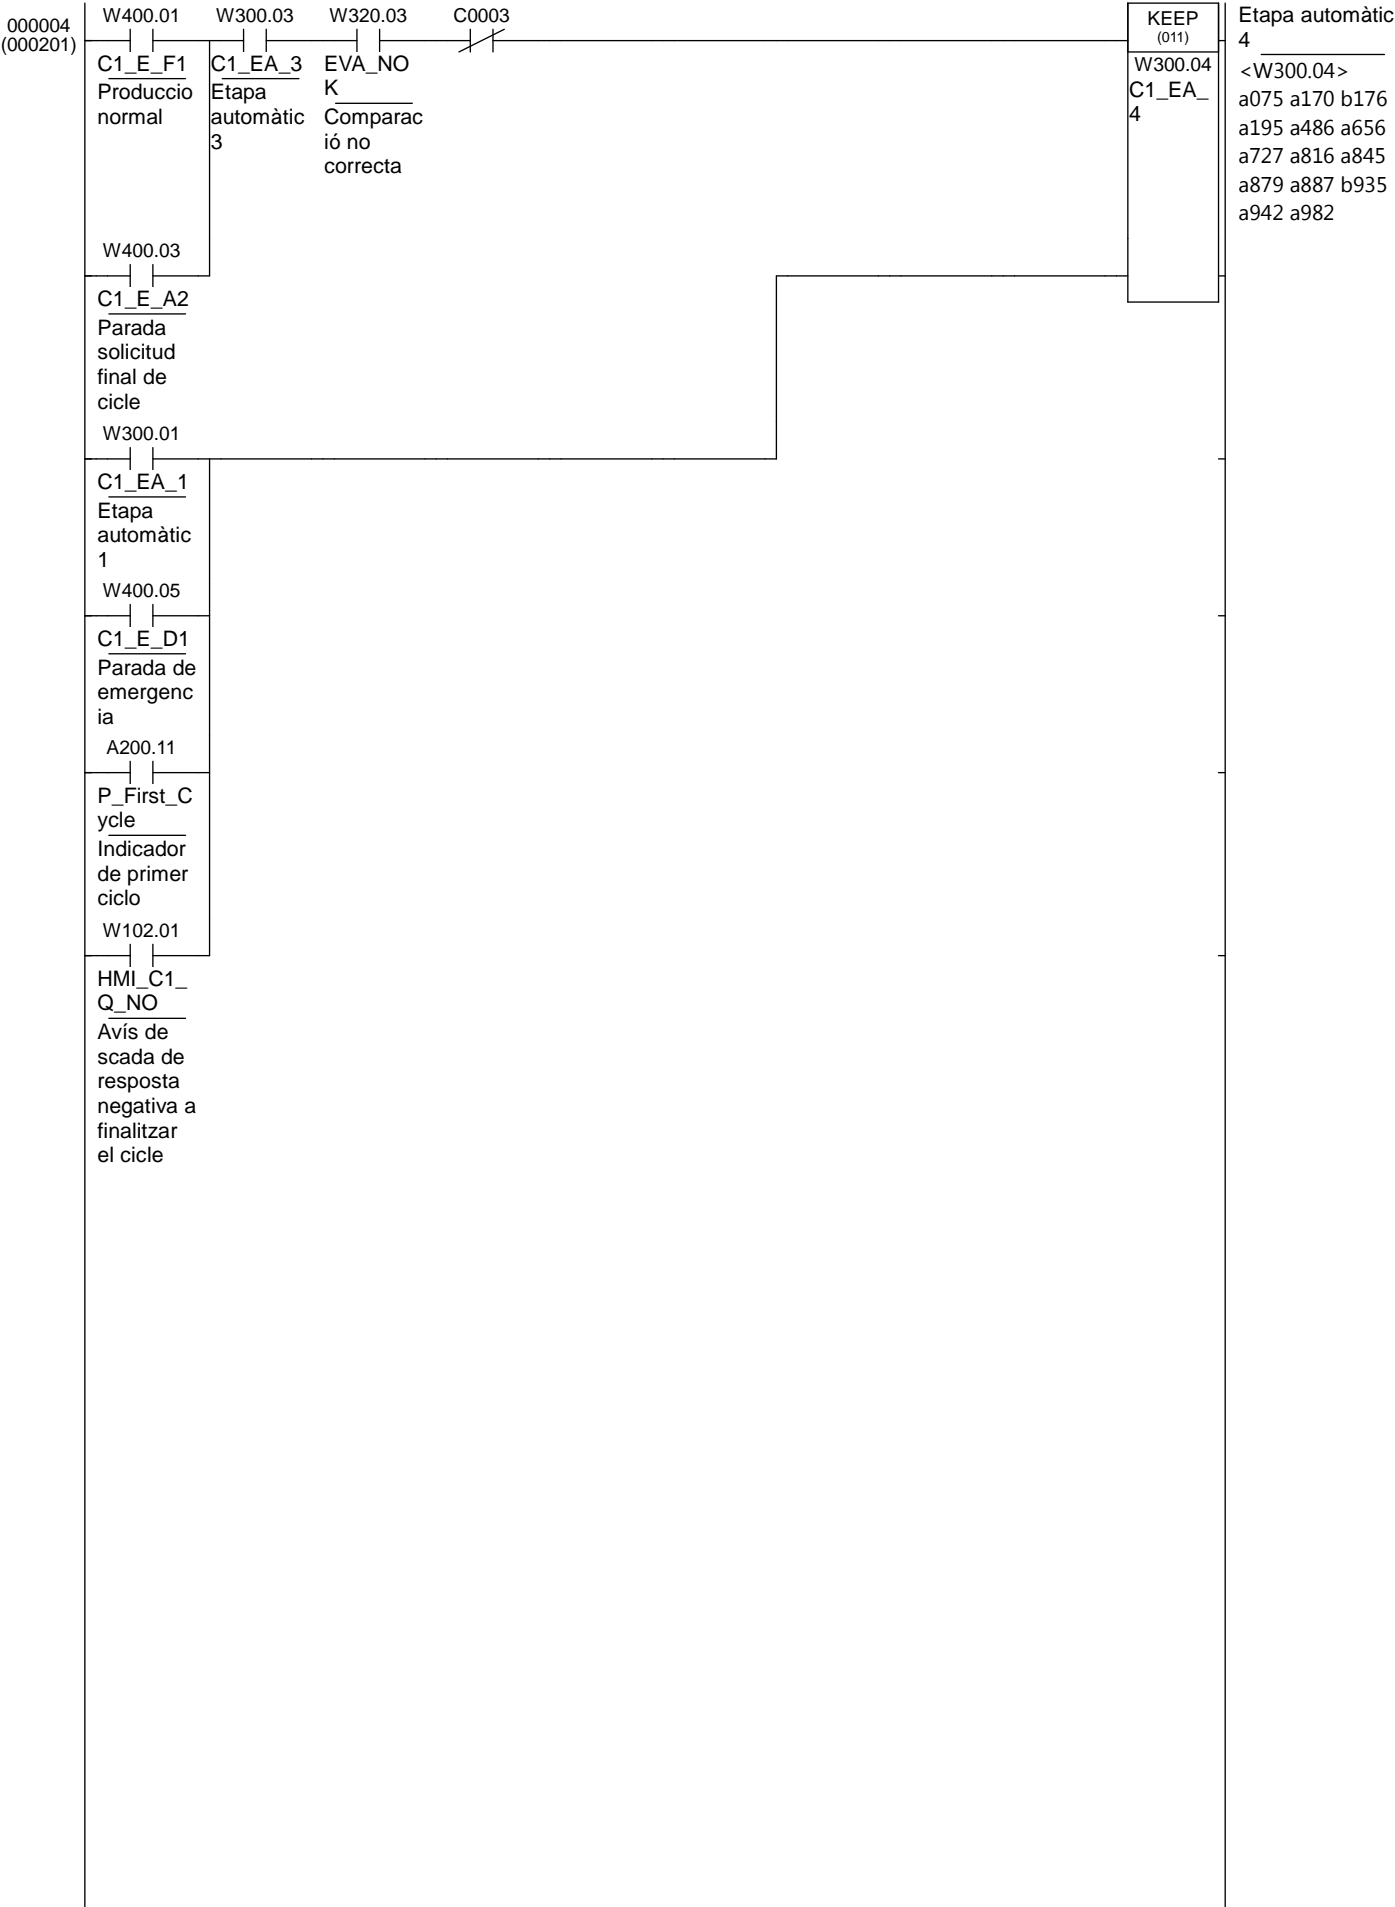 000004
(000201)
W400.01 W300.03 W320.03 C0003
C1_E_F1
Produccio
normal
C1_EA_3
Etapa
automàtic
3
EVA_NO
K
Comparac
ió no
correcta
KEEP
(011)
W300.04
C1_EA_
4
Etapa automàtic
4
<W300.04>
a075 a170 b176
a195 a486 a656
a727 a816 a845
a879 a887 b935
a942 a982
W400.03
C1_E_A2
Parada
solicitud
final de
cicle
W300.01
C1_EA_1
Etapa
automàtic
1
W400.05
C1_E_D1
Parada de
emergenc
ia
A200.11
P_First_C
ycle
Indicador
de primer
ciclo
W102.01
HMI_C1_
Q_NO
Avís de
scada de
resposta
negativa a
finalitzar
el cicle